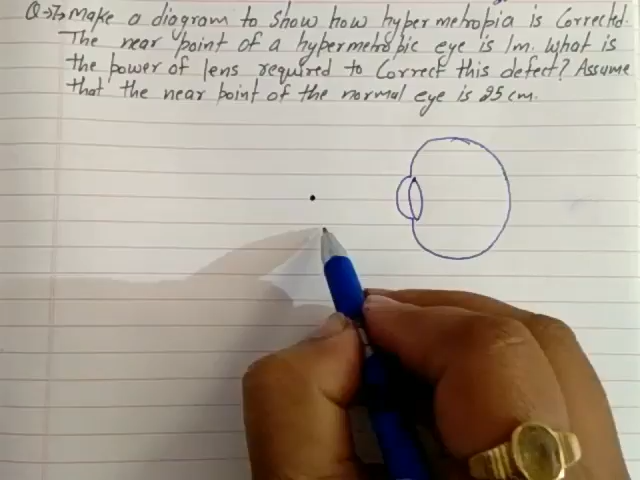 Q→7→ Make a diagram to show how hypermetropia is corrected.
The near point of a hypermetropic eye is 1m. What is
the power of lens required to correct this defect? Assume
that the near point of the normal eye is 25 cm.